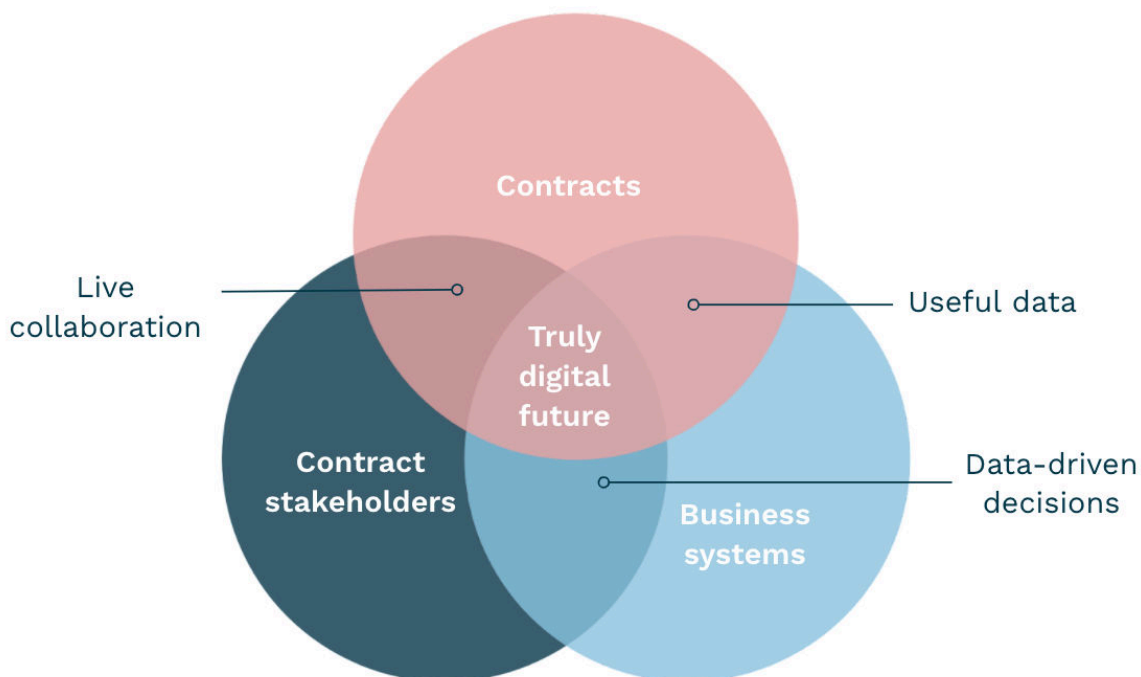 Contracts
Live
collaboration
Useful data
Truly
digital
future
Contract
stakeholders
Data-driven
decisions
Business
systems